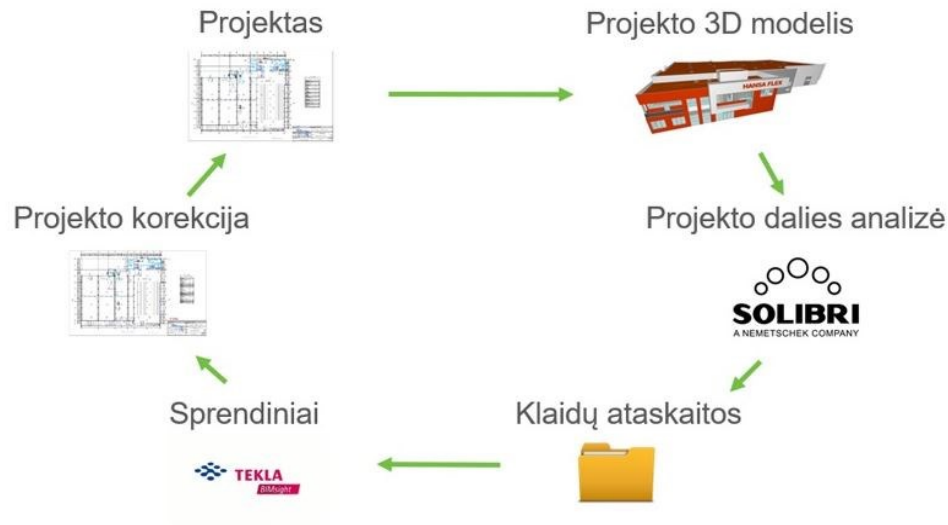 Projektas
Projekto 3D modelis
HANSA FLEX
Projekto korekcija
Projekto dalies analizė
SOLIBRI
A NEMETSCHEK COMPANY
Sprendiniai
Klaidų ataskaitos
TEKLA
BIMsight